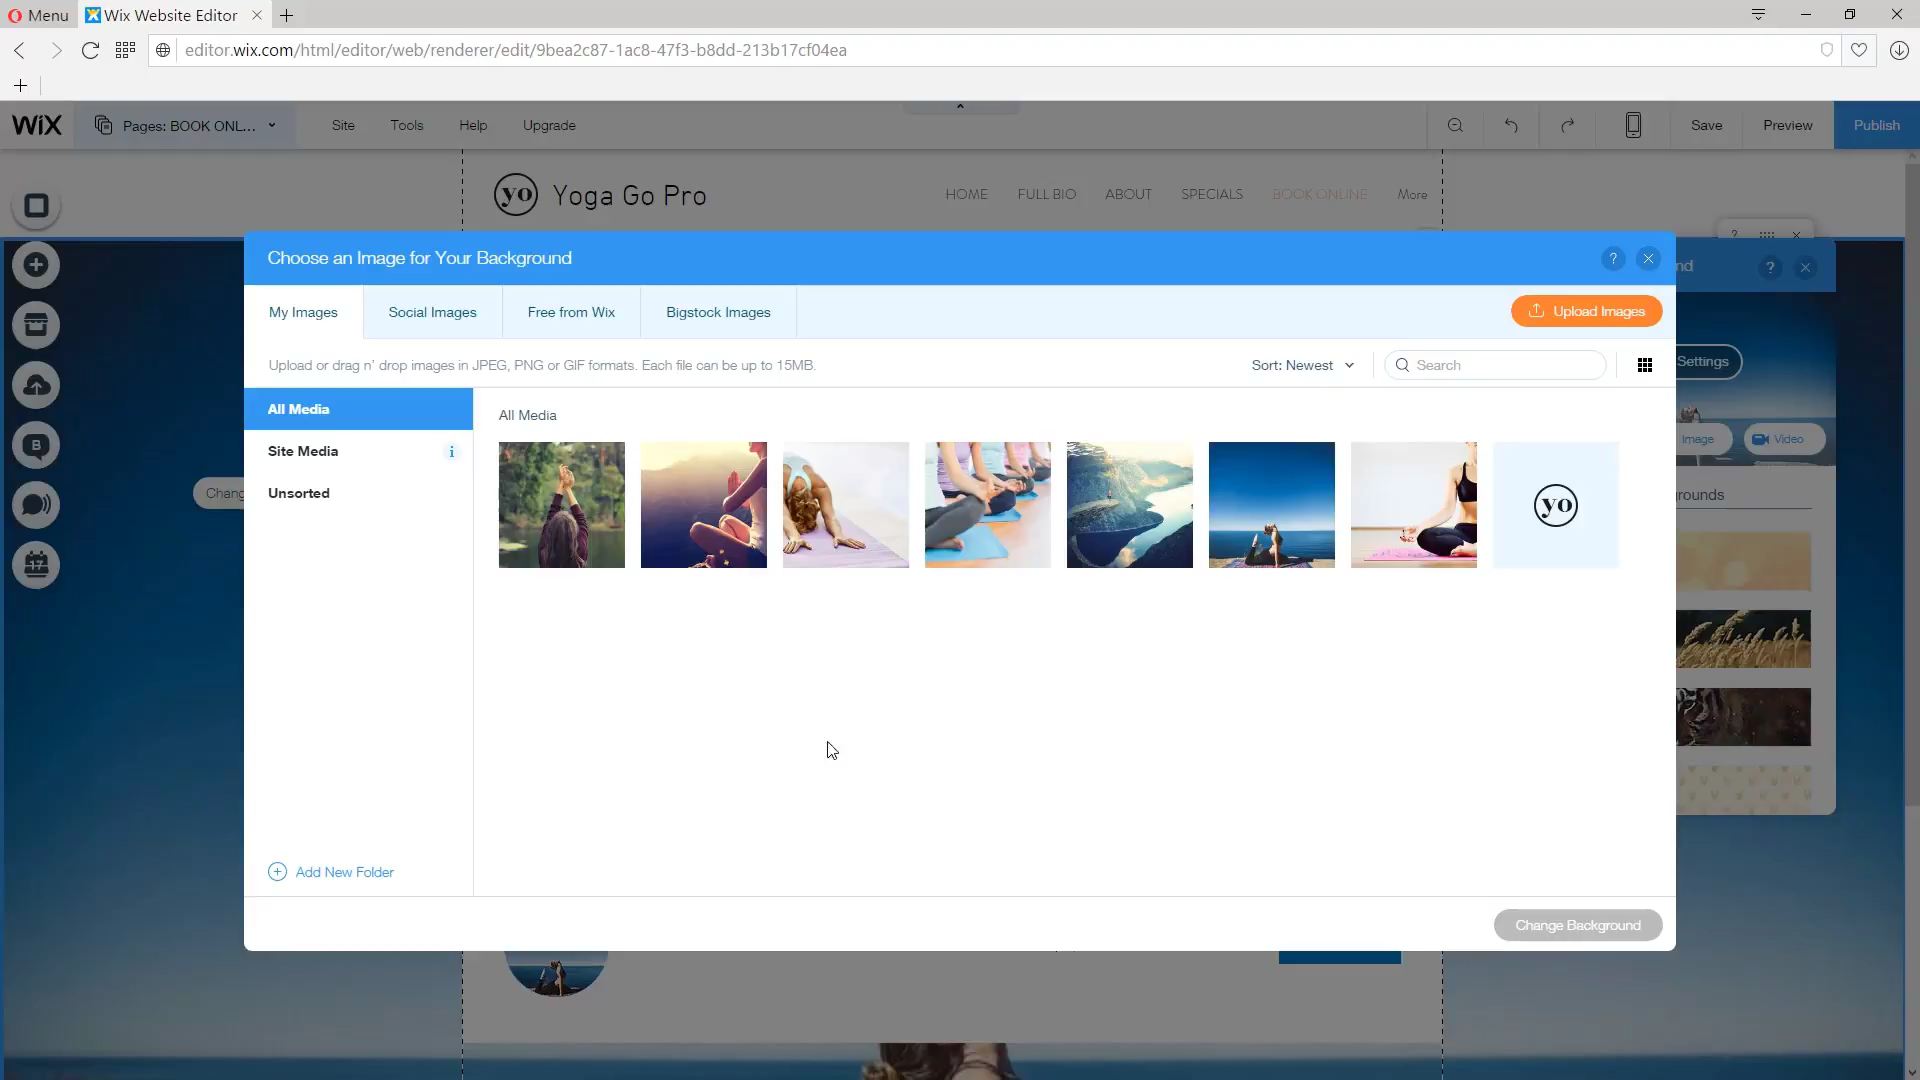 Menu
Wix Website Editor
editor.wix.com/html/editor/web/renderer/edit/9bea2c87-1ac8-47f3-b8dd-213b17cf04ea
WiX
Pages: BOOK ONL...
Site
Tools
Help
Upgrade
Save
Preview
Publish
yo
Yoga Go Pro
HOME
FULL BIO
ABOUT
SPECIALS
BOOK ONLINE
More
Choose an Image for Your Background
?
?
nd
?
My Images
Social Images
Free from Wix
Bigstock Images
Upload Images
Upload or drag n' drop images in JPEG, PNG or GIF formats. Each file can be up to 15MB.
Sort: Newest
Search
Settings
All Media
All Media
Site Media
i
Unsorted
yo
B
Chang
17
Image
Video
rounds
Add New Folder
Change Background